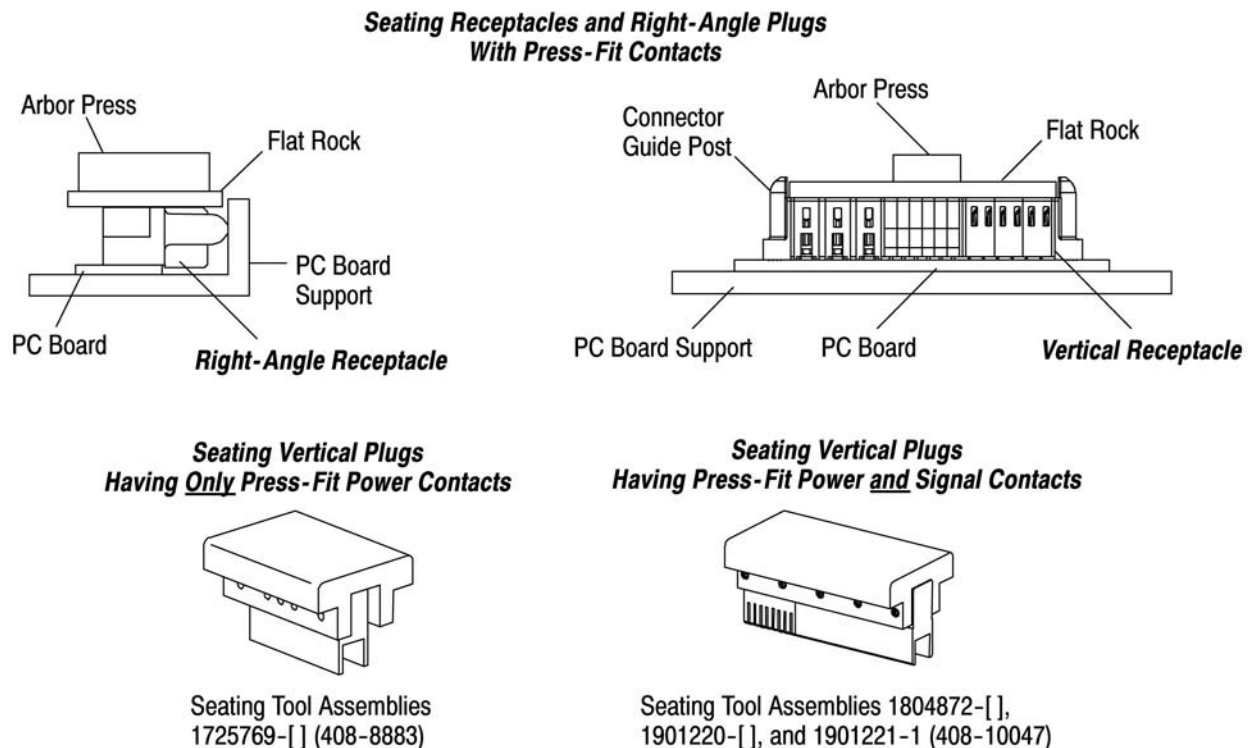 Seating Receptacles and Right-Angle Plugs
With Press-Fit Contacts
Arbor Press
Flat Rock
PC Board
Support
PC Board
Right-Angle Receptacle
Connector
Guide Post
Arbor Press
Flat Rock
PC Board Support
PC Board
Vertical Receptacle
Seating Vertical Plugs
Having Only Press-Fit Power Contacts
Seating Tool Assemblies
1725769-[ ] (408-8883)
Seating Vertical Plugs
Having Press-Fit Power and Signal Contacts
Seating Tool Assemblies 1804872-[ ],
1901220-[ ], and 1901221-1 (408-10047)